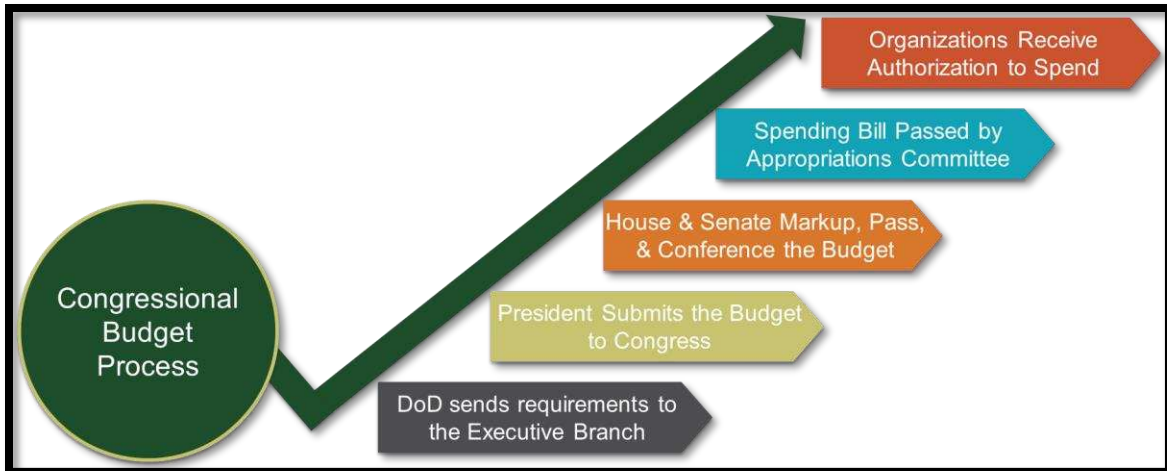 Organizations Receive
Authorization to Spend
Spending Bill Passed by
Appropriations Committee
House & Senate Markup, Pass,
& Conference the Budget
Congressional
Budget
Process
President Submits the Budget
to Congress
DoD sends requirements to
the Executive Branch